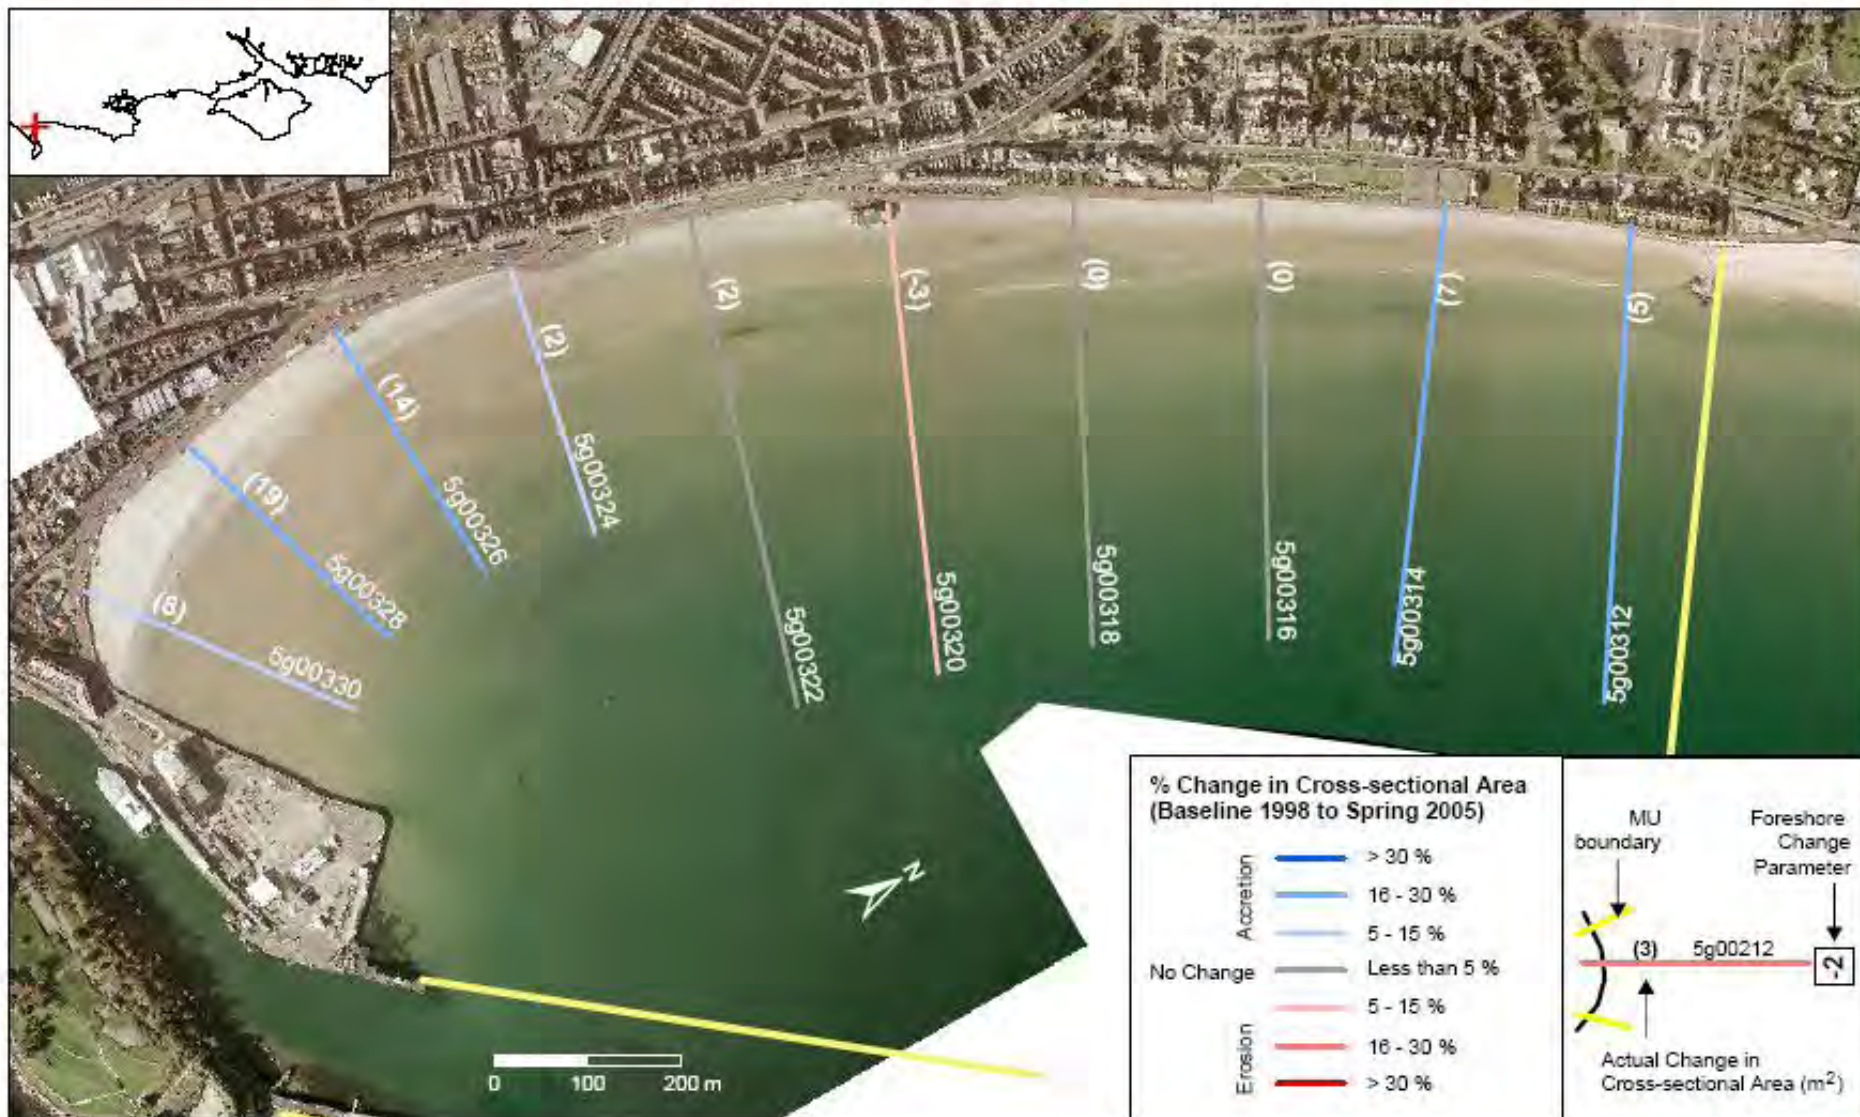 (8)
5g00330
(19)
5g00328
(14)
5g00326
(2)
5g00324
(2)
5g00322
(-3)
5g00320
(0)
5g00318
(0)
5g00316
(7)
5g00314
(5)
5g00312
N
0 100 200 m
% Change in Cross-sectional Area
(Baseline 1998 to Spring 2005)
Accretion
> 30 %
16 - 30 %
5 - 15 %
No Change
Less than 5 %
Erosion
5 - 15 %
16 - 30 %
> 30 %
MU
boundary
Foreshore
Change
Parameter
(3)
5g00212
-2
Actual Change in
Cross-sectional Area (m²)